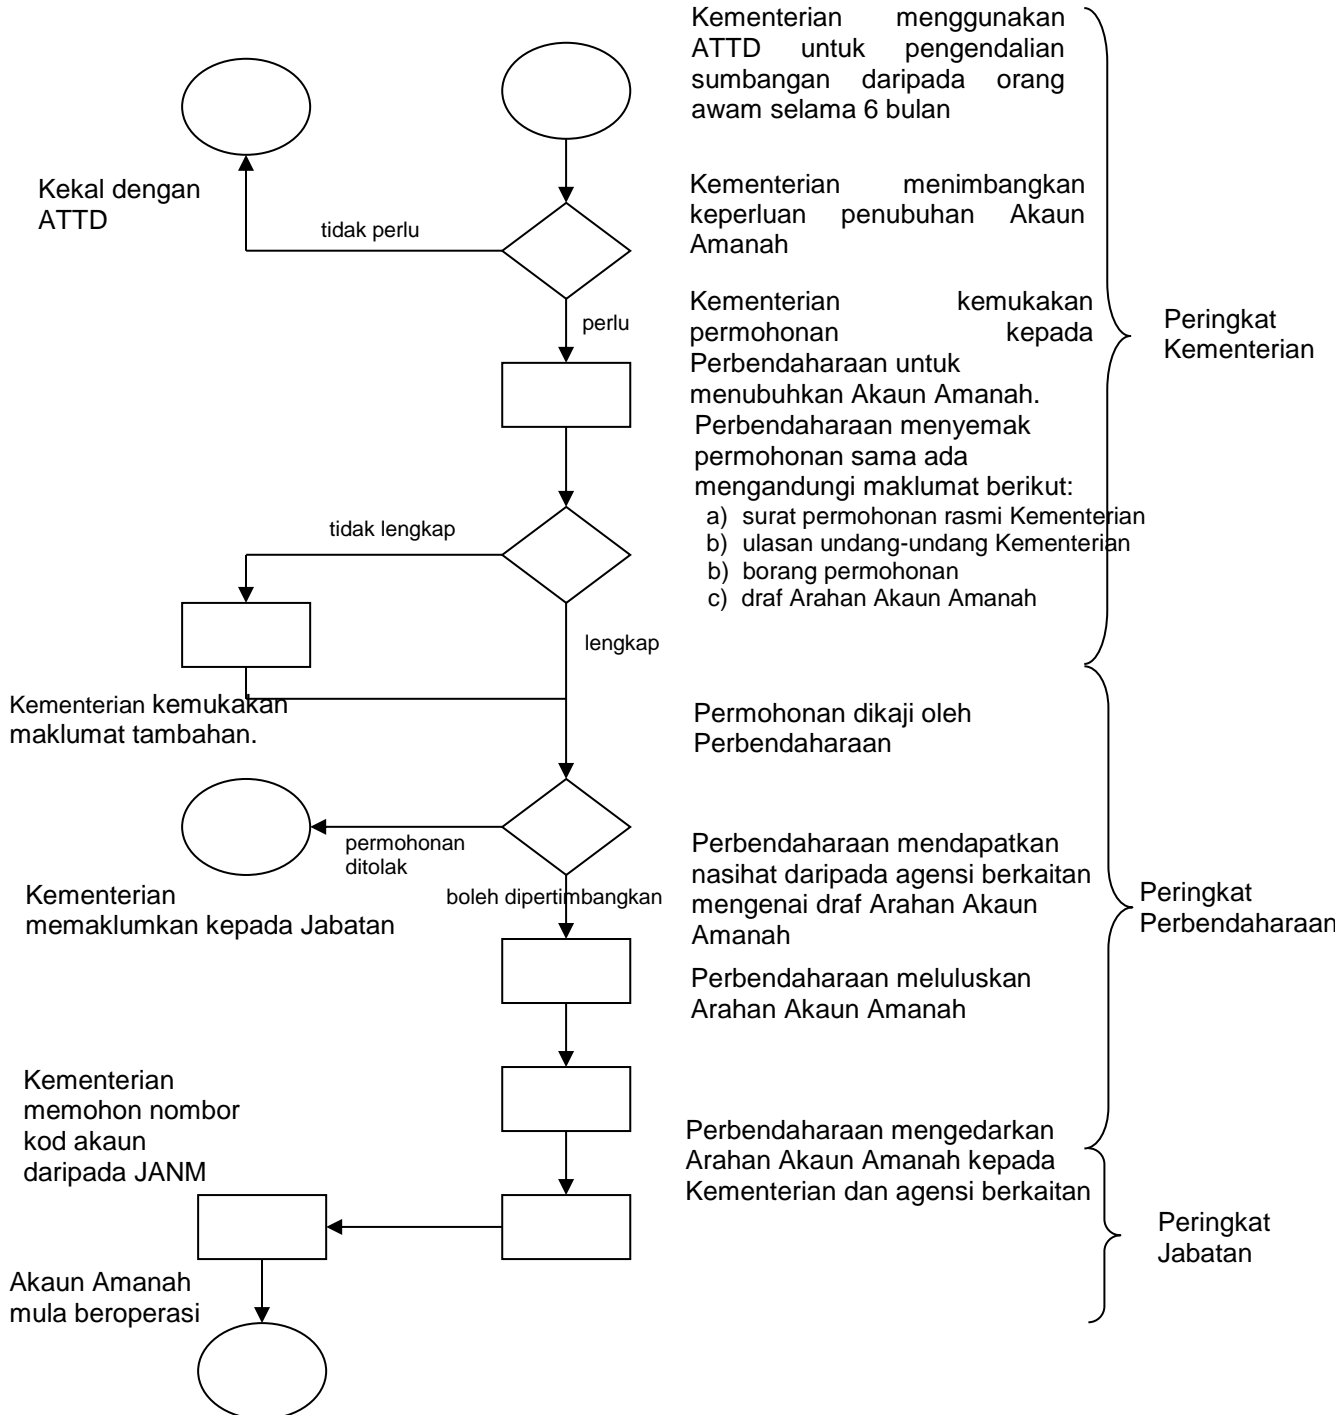 Kementerian menggunakan
ATTD untuk pengendalian
sumbangan daripada orang
awam selama 6 bulan
Kekal dengan
ATTD
tidak perlu
Kementerian menimbangkan
keperluan penubuhan Akaun
Amanah
perlu
Kementerian kemukakan
permohonan kepada
Perbendaharaan untuk
menubuhkan Akaun Amanah.
Peringkat
Kementerian
Perbendaharaan menyemak
permohonan sama ada
mengandungi maklumat berikut:
a) surat permohonan rasmi Kementerian
b) ulasan undang-undang Kementerian
b) borang permohonan
c) draf Arahan Akaun Amanah
tidak lengkap
lengkap
Kementerian kemukakan
maklumat tambahan.
Permohonan dikaji oleh
Perbendaharaan
permohonan
ditolak
Kementerian
memaklumkan kepada Jabatan
boleh dipertimbangkan
Perbendaharaan mendapatkan
nasihat daripada agensi berkaitan
mengenai draf Arahan Akaun
Amanah
Peringkat
Perbendaharaan
Perbendaharaan meluluskan
Arahan Akaun Amanah
Kementerian
memohon nombor
kod akaun
daripada JANM
Perbendaharaan mengedarkan
Arahan Akaun Amanah kepada
Kementerian dan agensi berkaitan
Peringkat
Jabatan
Akaun Amanah
mula beroperasi